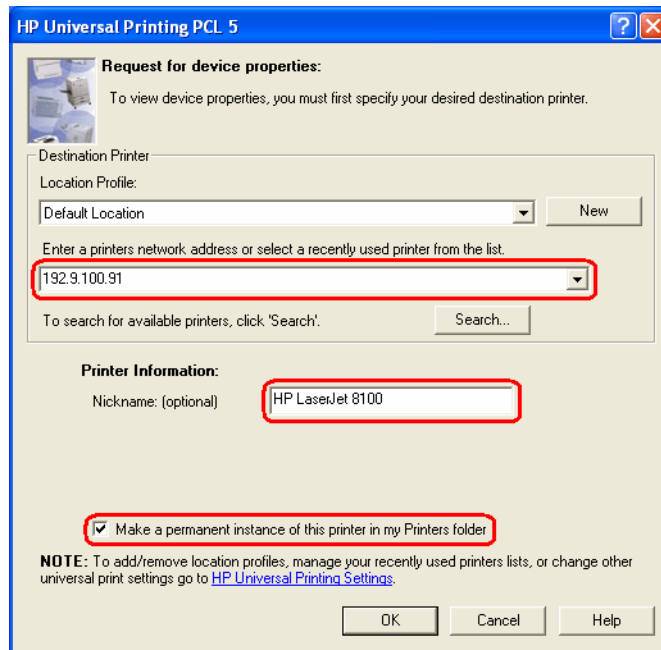 HP Universal Printing PCL 5
Request for device properties:
To view device properties, you must first specify your desired destination printer.
Destination Printer
Location Profile:
Default Location
New
Enter a printers network address or select a recently used printer from the list.
192.9.100.91
To search for available printers, click 'Search'.
Search...
Printer Information:
Nickname: (optional)
HP LaserJet 8100
Make a permanent instance of this printer in my Printers folder
NOTE: To add/remove location profiles, manage your recently used printers lists, or change other
universal print settings go to HP Universal Printing Settings.
OK
Cancel
Help